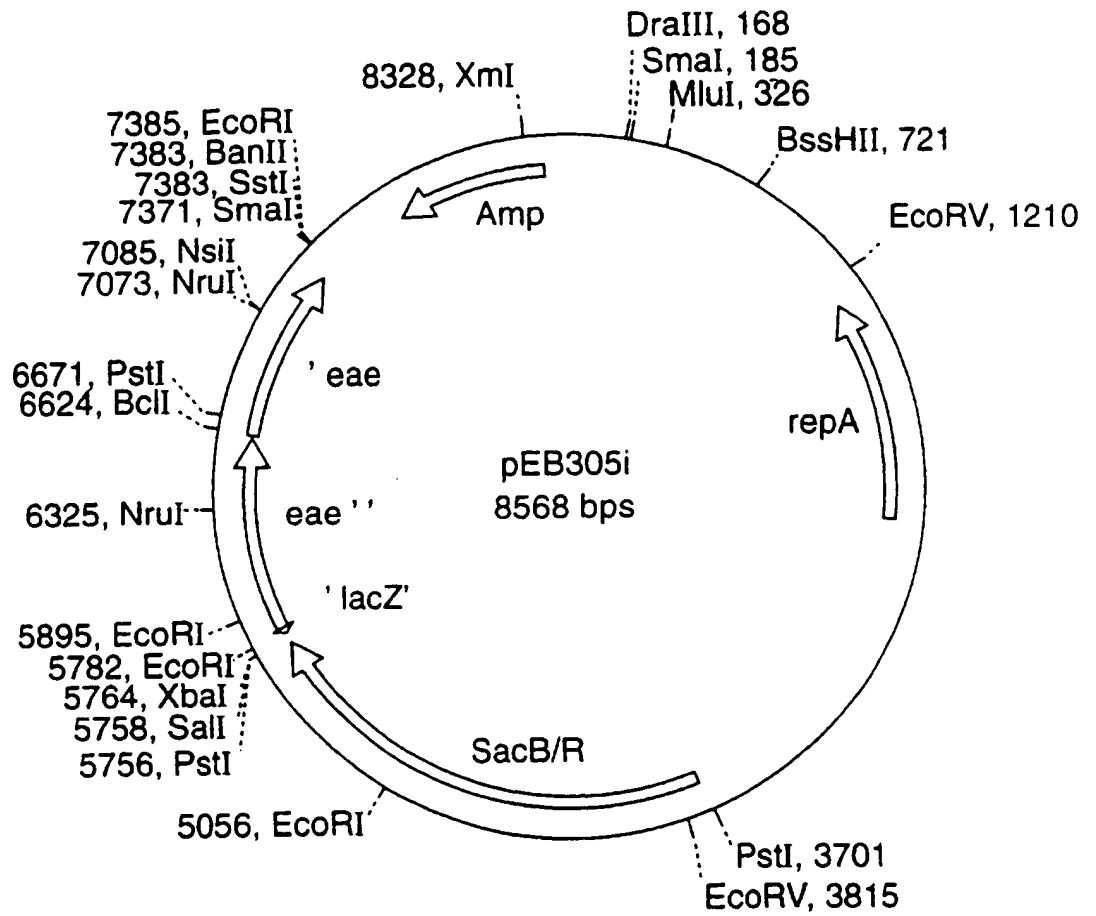 DraIII, 168
SmaI, 185
MluI, 326
8328, XmI
BssHII, 721
EcoRV, 1210
7385, EcoRI
7383, BanII
7383, SstI
7371, SmaI
7085, NsiI
7073, NruI
Amp
' eae
repA
6671, PstI
6624, BclI
pEB305i
8568 bps
6325, NruI
eae ' '
' lacZ'
5895, EcoRI
5782, EcoRI
5764, XbaI
5758, SalI
5756, PstI
SacB/R
5056, EcoRI
PstI, 3701
EcoRV, 3815